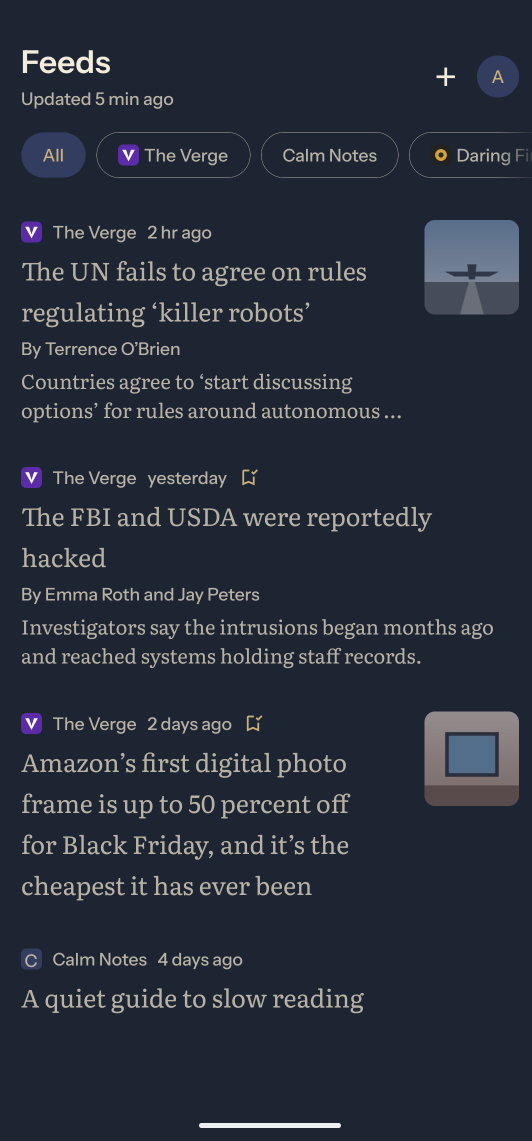 Feeds
Updated 5 min ago
A
All
V The Verge
Calm Notes
Daring Fi
V The Verge 2 hr ago
The UN fails to agree on rules
regulating ‘killer robots’
By Terrence O’Brien
Countries agree to ‘start discussing
options’ for rules around autonomous ...
V The Verge yesterday
The FBI and USDA were reportedly
hacked
By Emma Roth and Jay Peters
Investigators say the intrusions began months ago
and reached systems holding staff records.
V The Verge 2 days ago
Amazon’s first digital photo
frame is up to 50 percent off
for Black Friday, and it’s the
cheapest it has ever been
C Calm Notes 4 days ago
A quiet guide to slow reading